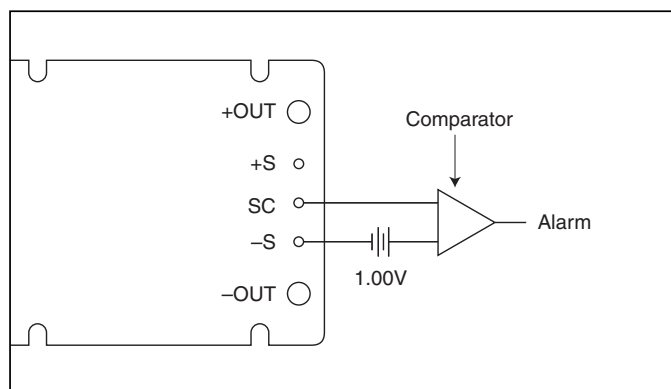 +OUT
Comparator
+S
SC
Alarm
–S
1.00V
–OUT